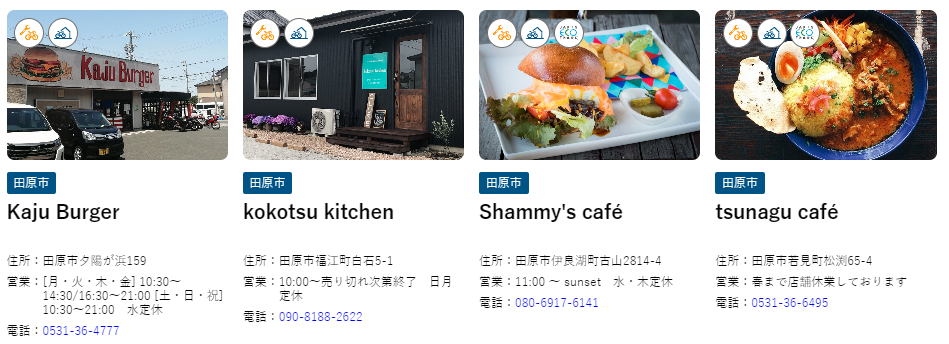 Kaju Burger
田原市
Kaju Burger
住所：田原市夕陽が浜159
営業：[月・火・木・金] 10:30～
14:30/16:30～21:00 [土・日・祝]
10:30～21:00　水定休
電話：0531-36-4777
田原市
kokotsu kitchen
住所：田原市福江町白石5-1
営業：10:00～売り切れ次第終了　日月
定休
電話：090-8188-2622
ECO
田原市
Shammy's café
住所：田原市伊良湖町古山2814-4
営業：11:00 ～ sunset　水・木定休
電話：080-6917-6141
ECO
田原市
tsunagu café
住所：田原市若見町松渕65-4
営業：春まで店舗休業しております
電話：0531-36-6495